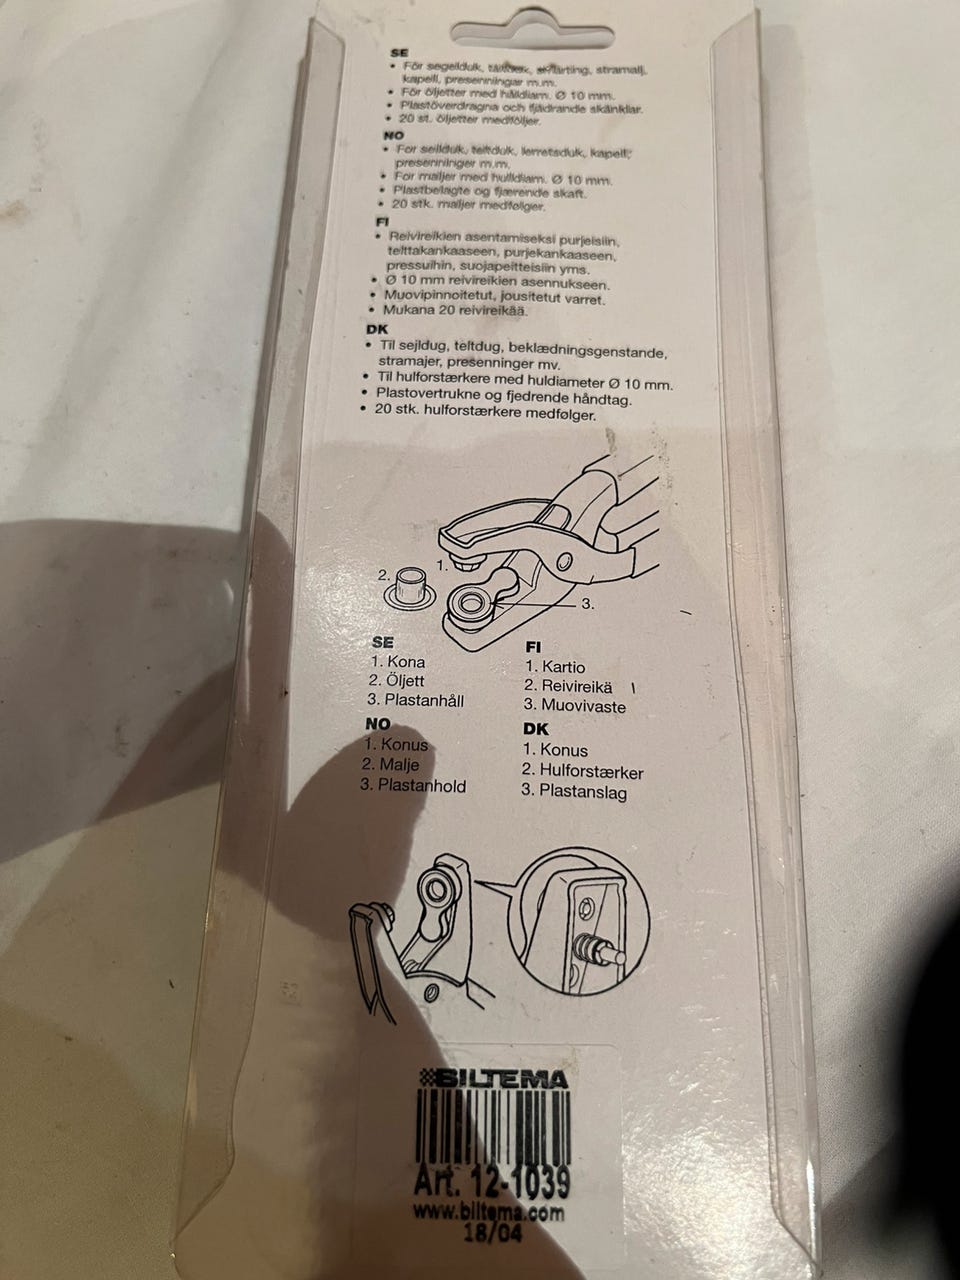 SE
• För segelduk, tältduk, skärting, stramalj,
kapell, presenningar m.m.
• För öljetter med håldiam. Ø 10 mm.
• Plastöverdragna och fjädrande skänklar.
• 20 st. öljetter medföljer.
NO
• For seilduk, teltduk, lerretsduk, kapell,
presenninger m.m.
• For maljer med hulldiam. Ø 10 mm.
• Plastbelagte og fjærende skaft.
• 20 stk. maljer medfølger.
FI
• Reivireikien asentamiseksi purjeisiin,
telttakankaaseen, purjekankaaseen,
pressuihin, suojapeitteisiin yms.
• Ø 10 mm reivireikien asennukseen.
• Muovipinnoitetut, jousitetut varret.
• Mukana 20 reivireikää.
DK
• Til sejldug, teltdug, beklædningsgenstande,
stramajer, presenninger mv.
• Til hulforstærkere med huldiameter Ø 10 mm.
• Plastovertrukne og fjedrende håndtag.
• 20 stk. hulforstærkere medfølger.
1.
2.
3.
SE
1. Kona
2. Öljett
3. Plastanhåll
FI
1. Kartio
2. Reivireikä
3. Muovivaste
NO
1. Konus
2. Malje
3. Plastanhold
DK
1. Konus
2. Hulforstærker
3. Plastanslag
BILTEMA
Art. 12-1039
www.biltema.com
18/04